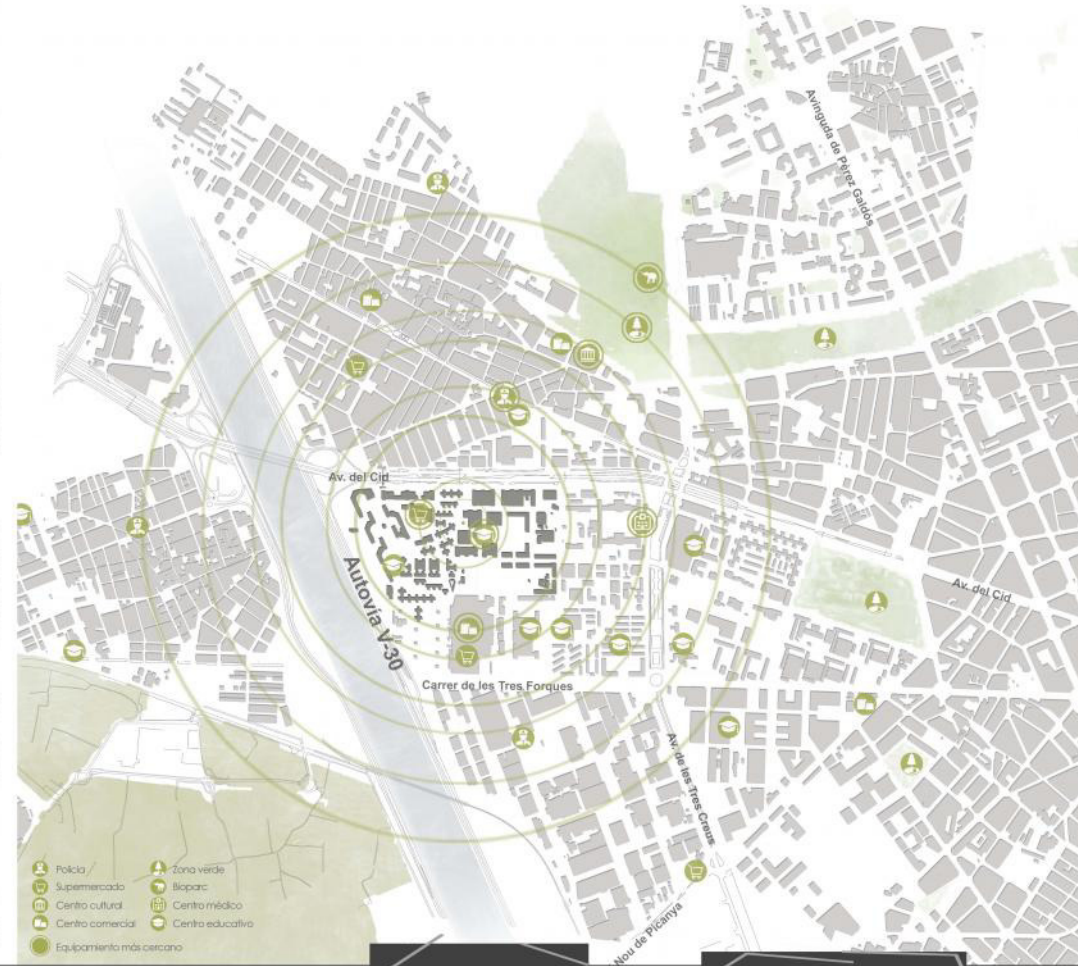 Avinguda de Pérez Galdós
Av. del Cid
Autovía V-30
Av. del Cid
Carrer de les Tres Forques
Av. de les Tres Creus
Nou de Picanya
Policía
Zona verde
Supermercado
Bioparc
Centro cultural
Centro médico
Centro comercial
Centro educativo
Equipamiento más cercano